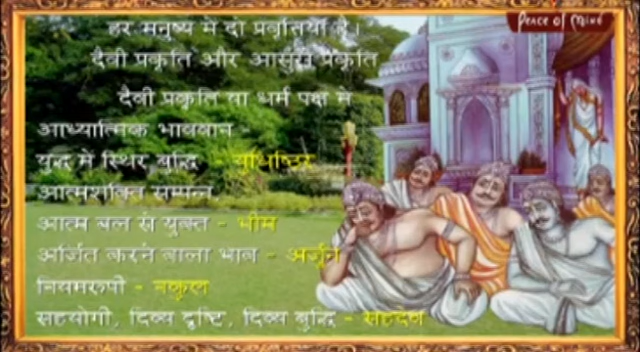 Peace of Mind
हर मनुष्य में दो प्रवृत्तियाँ हैं।
दैवी प्रकृति और आसुरी प्रकृति
दैवी प्रकृति वा धर्म पक्ष में
आध्यात्मिक भाववान -
युद्ध में स्थिर बुद्धि - युधिष्ठिर
आत्मशक्ति सम्पन्न,
आत्म बल से युक्त - भीम
अर्जित करने वाला भाव - अर्जुन
नियमरुपी - नकुल
सहयोगी, दिव्य दृष्टि, दिव्य बुद्धि - सहदेव